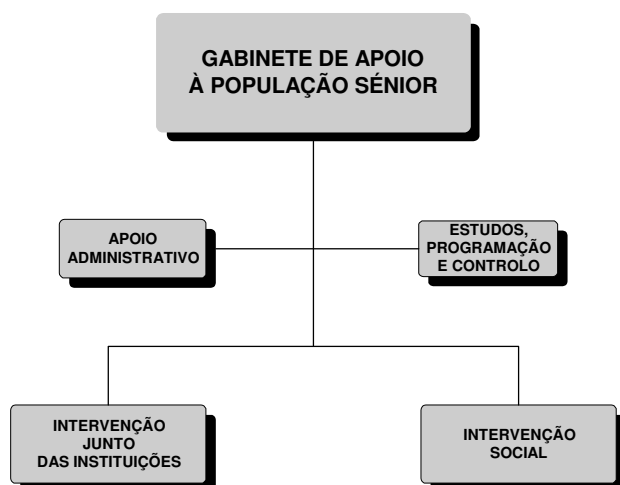 GABINETE DE APOIO
À POPULAÇÃO SÉNIOR
APOIO
ADMINISTRATIVO
ESTUDOS,
PROGRAMAÇÃO
E CONTROLO
INTERVENÇÃO
JUNTO
DAS INSTITUIÇÕES
INTERVENÇÃO
SOCIAL